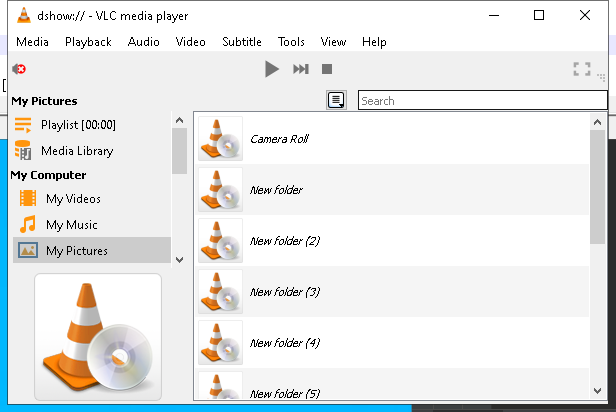 dshow:// - VLC media player
Media Playback Audio Video Subtitle Tools View Help
My Pictures
Playlist [00:00]
Media Library
My Computer
My Videos
My Music
My Pictures
Search
Camera Roll
New folder
New folder (2)
New folder (3)
New folder (4)
New folder (5)